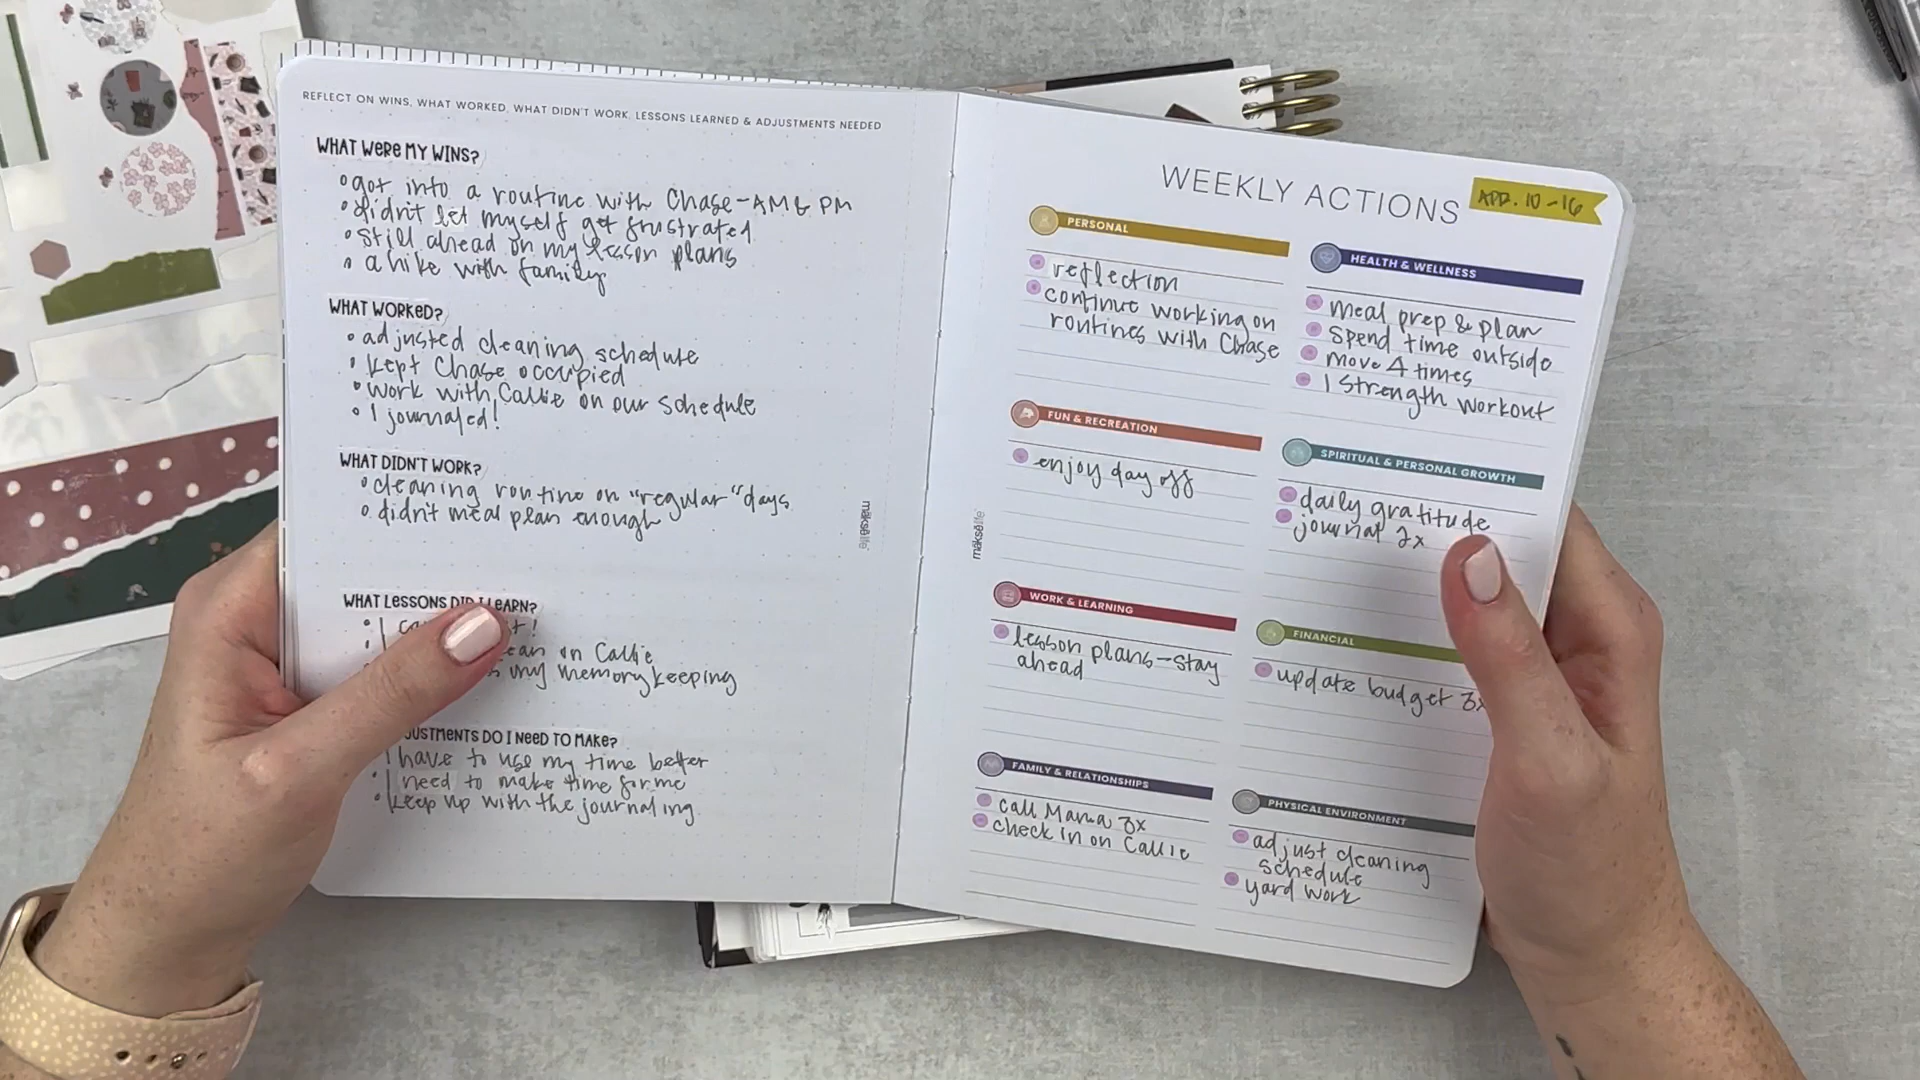 REFLECT ON WINS, WHAT WORKED, WHAT DIDN'T WORK, LESSONS LEARNED & ADJUSTMENTS NEEDED
WHAT WERE MY WINS?
got into a routine with Chase-AM & PM
didn't let myself get frustrated
still ahead on my lesson plans
a hike with family
WHAT WORKED?
adjusted cleaning schedule
kept Chase occupied
work with Callie on our schedule
I journaled!
WHAT DIDN'T WORK?
cleaning routine on "regular" days
didn't meal plan enough
WHAT LESSONS DID I LEARN?
I
on Callie
my memory keeping
DO I NEED TO MAKE?
I have to use my time better
I need to make time for me
keep up with the journaling
mäksēlife
WEEKLY ACTIONS
APR. 10-16
PERSONAL
reflection
continue working on
routines with Chase
HEALTH & WELLNESS
meal prep & plan
spend time outside
move 4 times
1 strength workout
FUN & RECREATION
enjoy day off
SPIRITUAL & PERSONAL GROWTH
daily gratitude
journal 2x
WORK & LEARNING
lesson plans-stay
ahead
FINANCIAL
update budget 3x
FAMILY & RELATIONSHIPS
call Mama 3x
check in on Callie
PHYSICAL ENVIRONMENT
adjust cleaning
schedule
yard work
mäksēlife